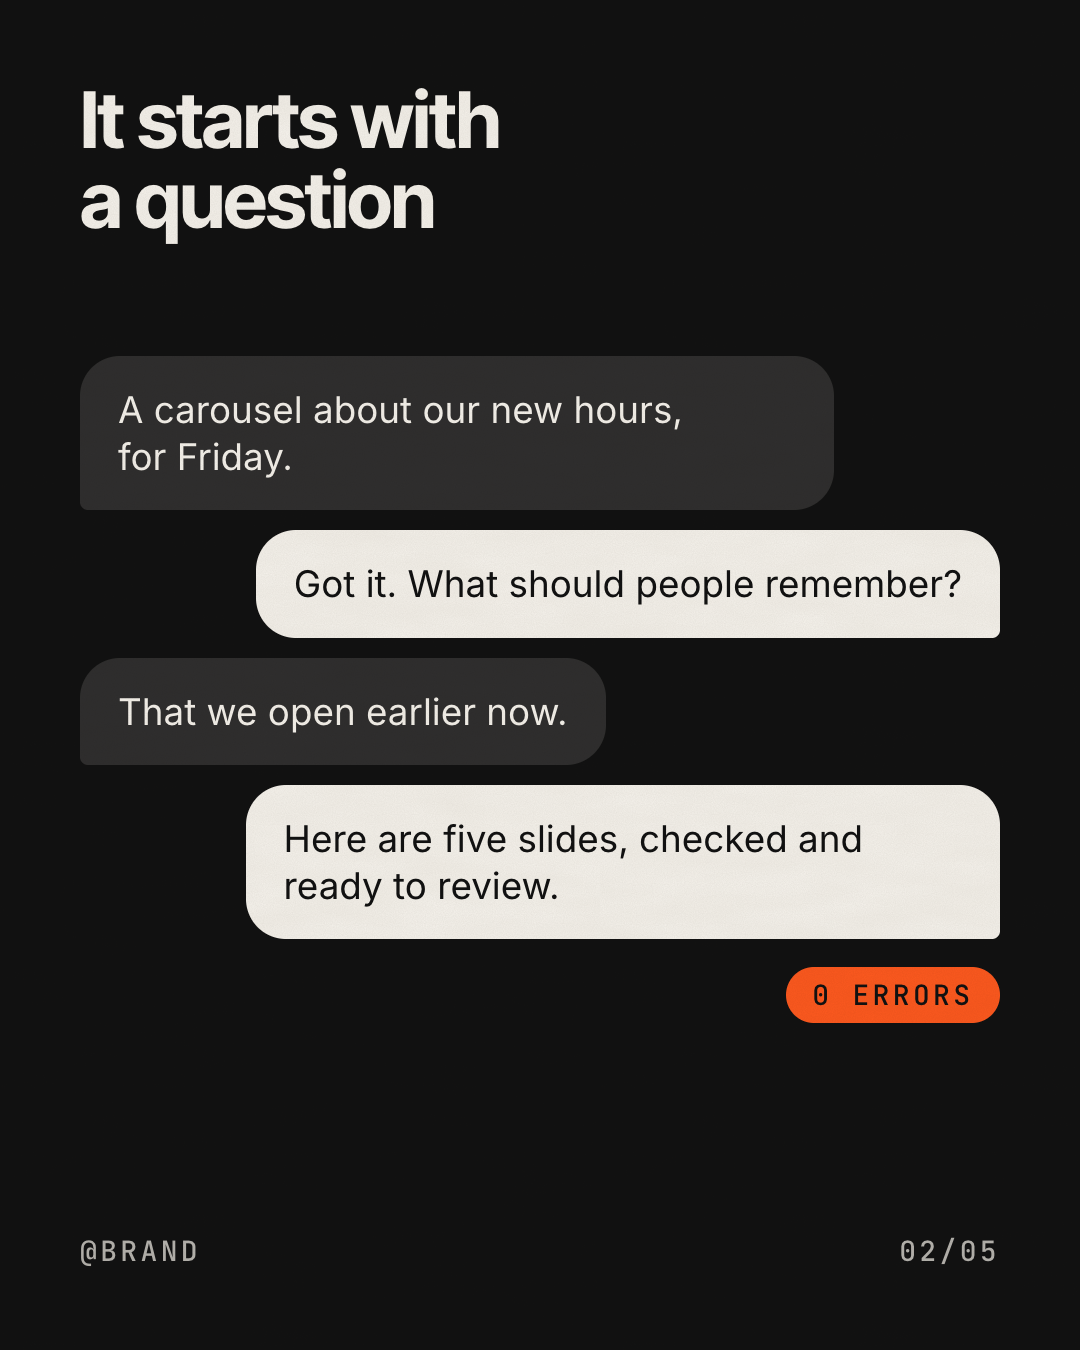 It starts with
a question
A carousel about our new hours,
for Friday.
Got it. What should people remember?
That we open earlier now.
Here are five slides, checked and
ready to review.
0 ERRORS
@BRAND
02/05